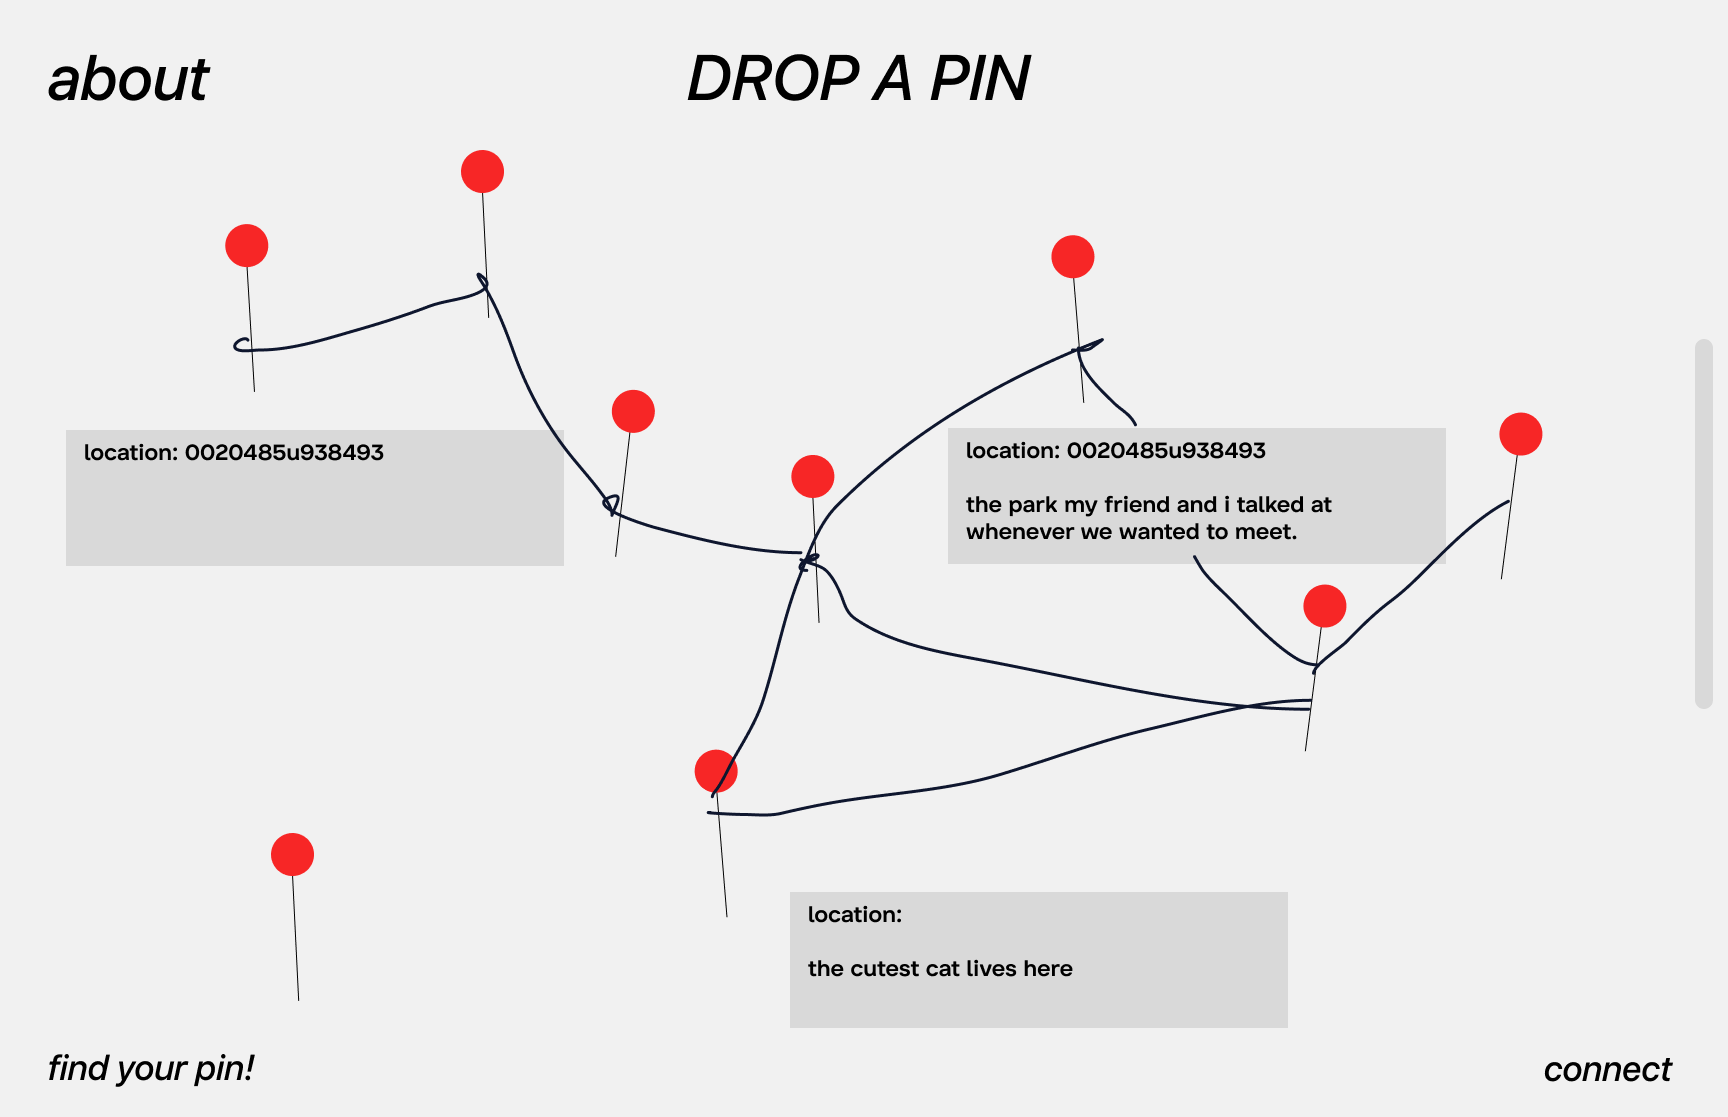 about
DROP A PIN
location: 0020485u938493
location: 0020485u938493
the park my friend and i talked at
whenever we wanted to meet.
location:
the cutest cat lives here
find your pin!
connect